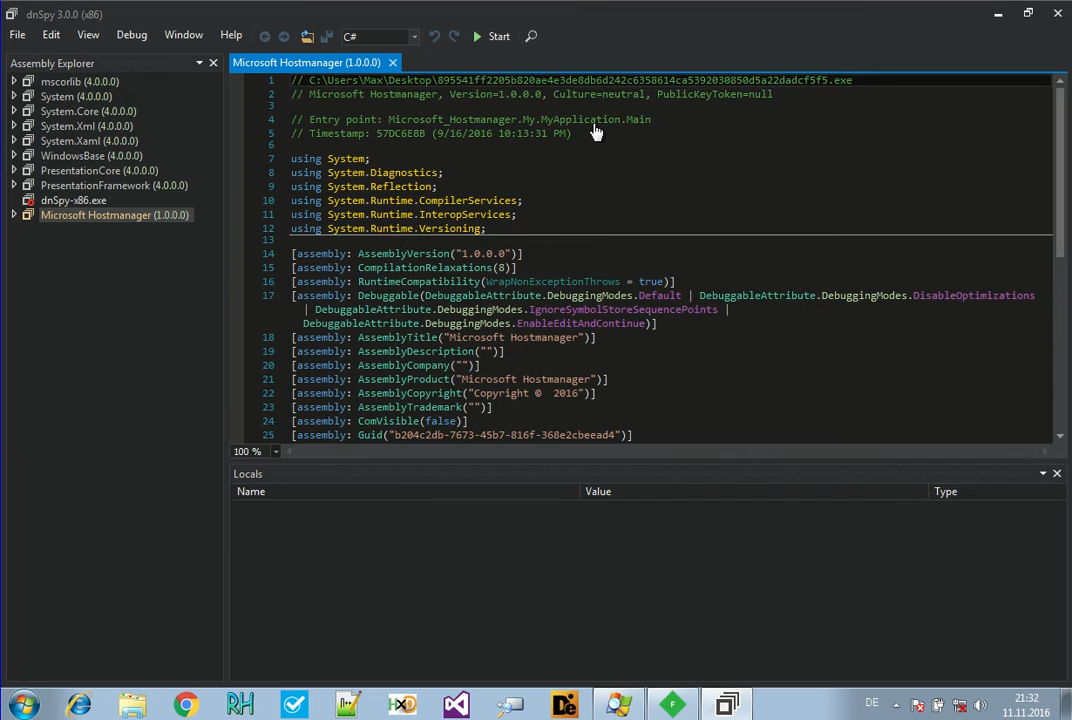 dnSpy 3.0.0 (x86)
File Edit View Debug Window Help C# Start
Assembly Explorer
mscorlib (4.0.0.0)
System (4.0.0.0)
System.Core (4.0.0.0)
System.Xml (4.0.0.0)
System.Xaml (4.0.0.0)
WindowsBase (4.0.0.0)
PresentationCore (4.0.0.0)
PresentationFramework (4.0.0.0)
dnSpy-x86.exe
Microsoft Hostmanager (1.0.0.0)
Microsoft Hostmanager (1.0.0.0)
1 // C:\Users\Max\Desktop\895541ff2205b820ae4e3de8db6d242c6358614ca5392030850d5a22dadcf5f5.exe
2 // Microsoft Hostmanager, Version=1.0.0.0, Culture=neutral, PublicKeyToken=null
3
4 // Entry point: Microsoft_Hostmanager.My.MyApplication.Main
5 // Timestamp: 57DC6E8B (9/16/2016 10:13:31 PM)
6
7 using System;
8 using System.Diagnostics;
9 using System.Reflection;
10 using System.Runtime.CompilerServices;
11 using System.Runtime.InteropServices;
12 using System.Runtime.Versioning;
13
14 [assembly: AssemblyVersion("1.0.0.0")]
15 [assembly: CompilationRelaxations(8)]
16 [assembly: RuntimeCompatibility(WrapNonExceptionThrows = true)]
17 [assembly: Debuggable(DebuggableAttribute.DebuggingModes.Default | DebuggableAttribute.DebuggingModes.DisableOptimizations
| DebuggableAttribute.DebuggingModes.IgnoreSymbolStoreSequencePoints |
DebuggableAttribute.DebuggingModes.EnableEditAndContinue)]
18 [assembly: AssemblyTitle("Microsoft Hostmanager")]
19 [assembly: AssemblyDescription("")]
20 [assembly: AssemblyCompany("")]
21 [assembly: AssemblyProduct("Microsoft Hostmanager")]
22 [assembly: AssemblyCopyright("Copyright © 2016")]
23 [assembly: AssemblyTrademark("")]
24 [assembly: ComVisible(false)]
25 [assembly: Guid("b204c2db-7673-45b7-816f-368e2cbeead4")]
100 %
Locals
Name Value Type
RH HxD De F
DE
21:32
11.11.2016